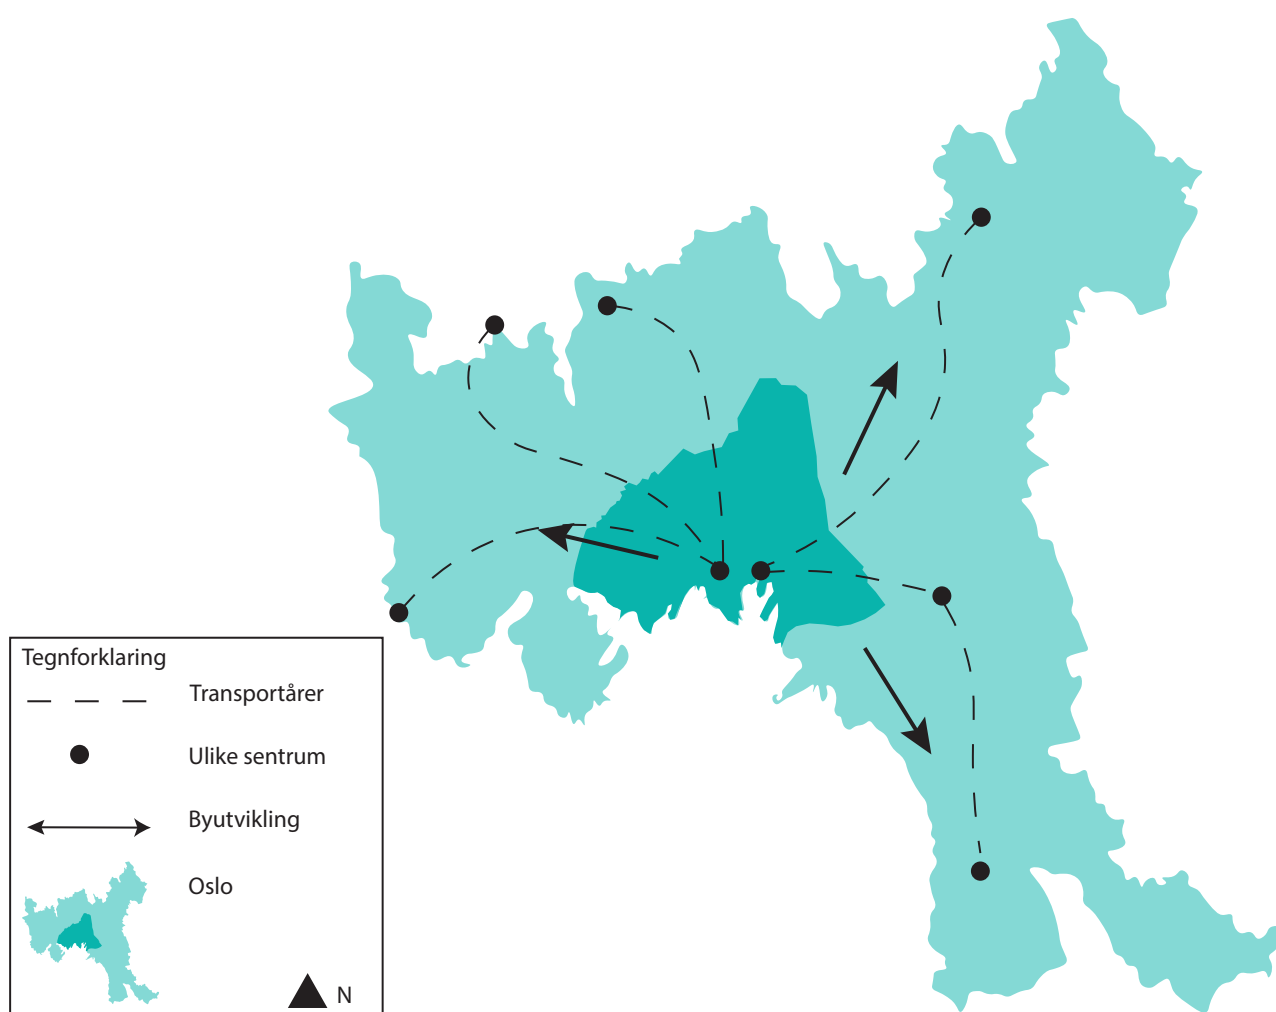 Tegnforklaring
Transportårer
Ulike sentrum
Byutvikling
Oslo
N